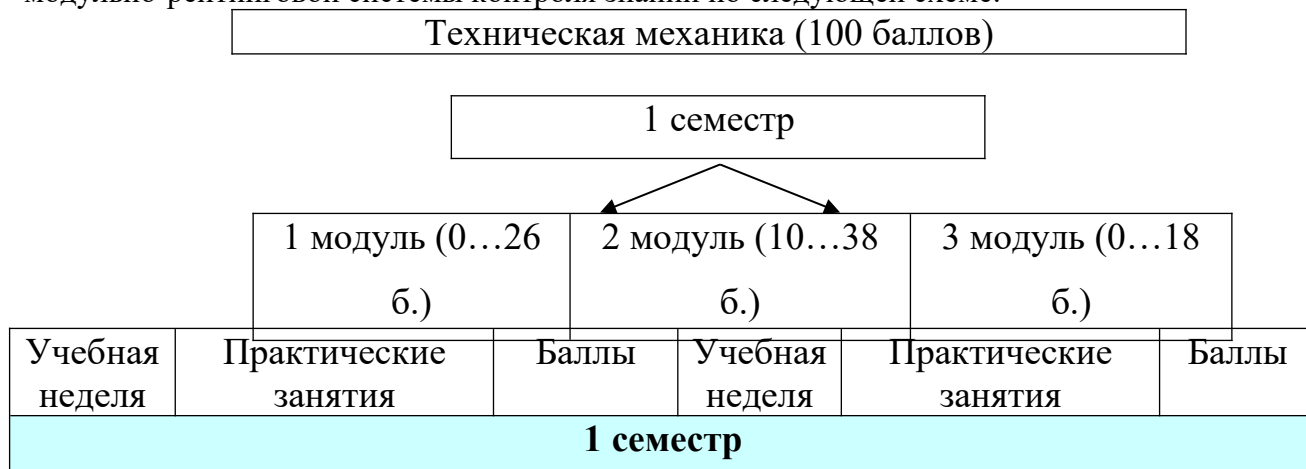 модульно-рейтинговой системы контроля знаний по следующей схеме:
Техническая механика (100 баллов)
1 семестр
1 модуль (0…26 б.)
2 модуль (10…38 б.)
3 модуль (0…18 б.)
Учебная неделя
Практические занятия
Баллы
Учебная неделя
Практические занятия
Баллы
1 семестр